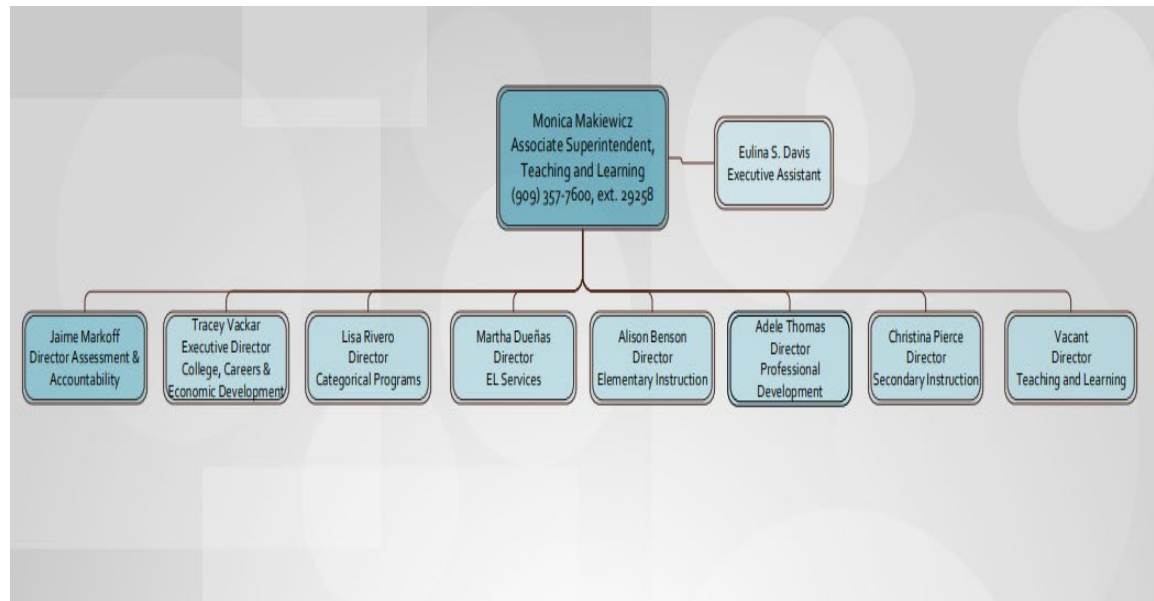 Monica Makiewicz
Associate Superintendent,
Teaching and Learning
(909) 357-7600, ext. 29258
Eulina S. Davis
Executive Assistant
Jaime Markoff
Director Assessment &
Accountability
Tracey Vackar
Executive Director
College, Careers &
Economic Development
Lisa Rivero
Director
Categorical Programs
Martha Dueñas
Director
EL Services
Alison Benson
Director
Elementary Instruction
Adele Thomas
Director
Professional
Development
Christina Pierce
Director
Secondary Instruction
Vacant
Director
Teaching and Learning